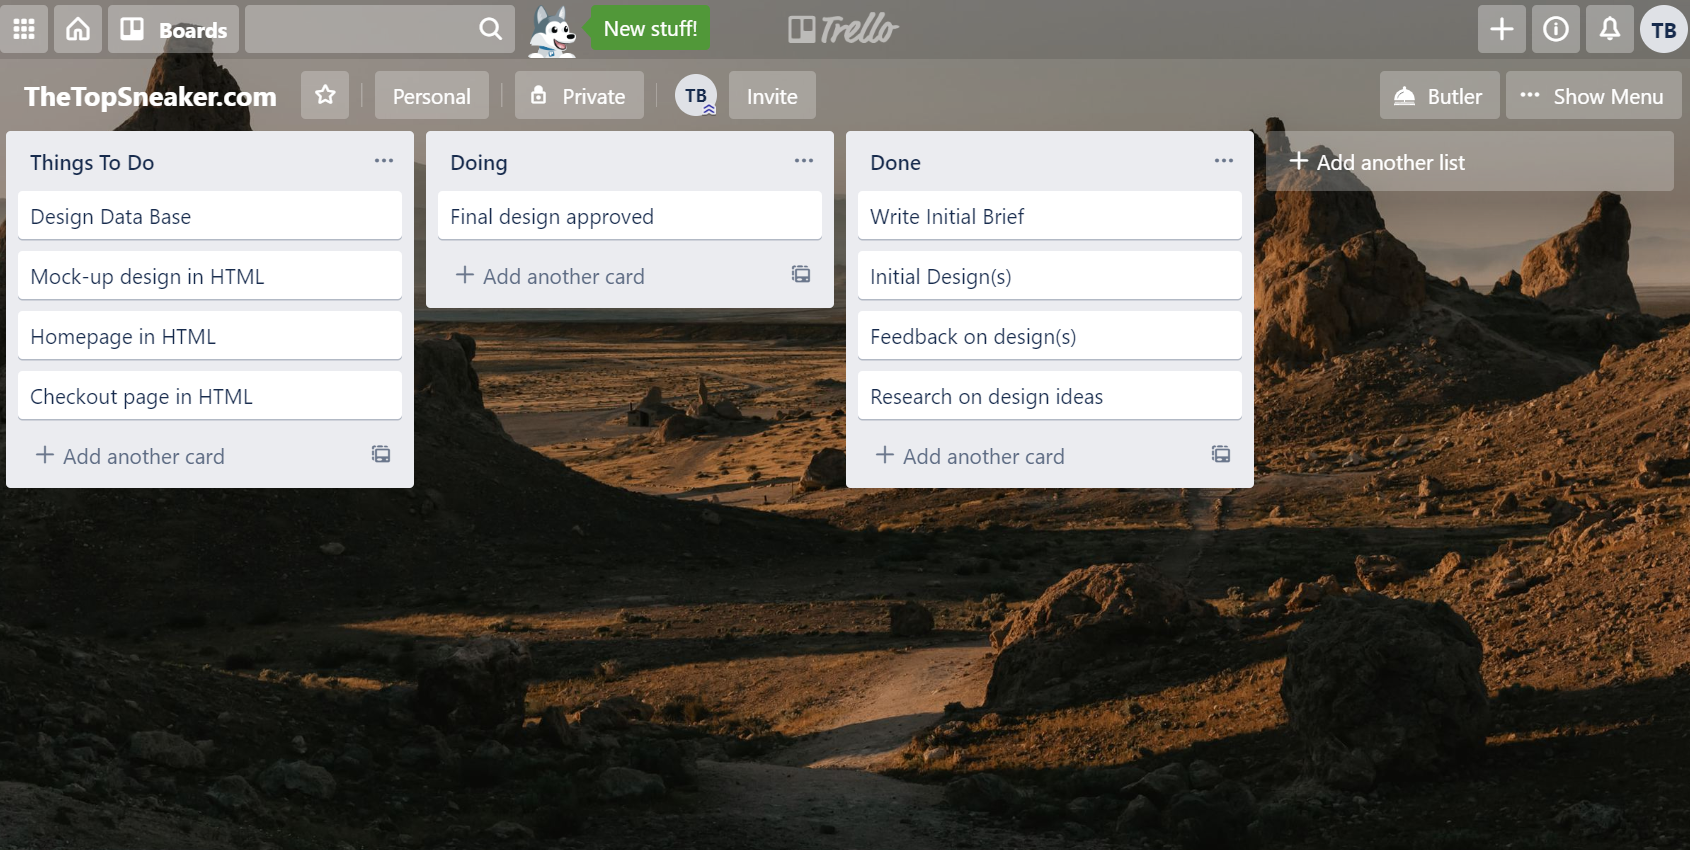 Boards
New stuff!
Trello
TB
TheTopSneaker.com
Personal
Private
TB
Invite
Butler
Show Menu
Things To Do
Design Data Base
Mock-up design in HTML
Homepage in HTML
Checkout page in HTML
Add another card
Doing
Final design approved
Add another card
Done
Write Initial Brief
Initial Design(s)
Feedback on design(s)
Research on design ideas
Add another card
Add another list